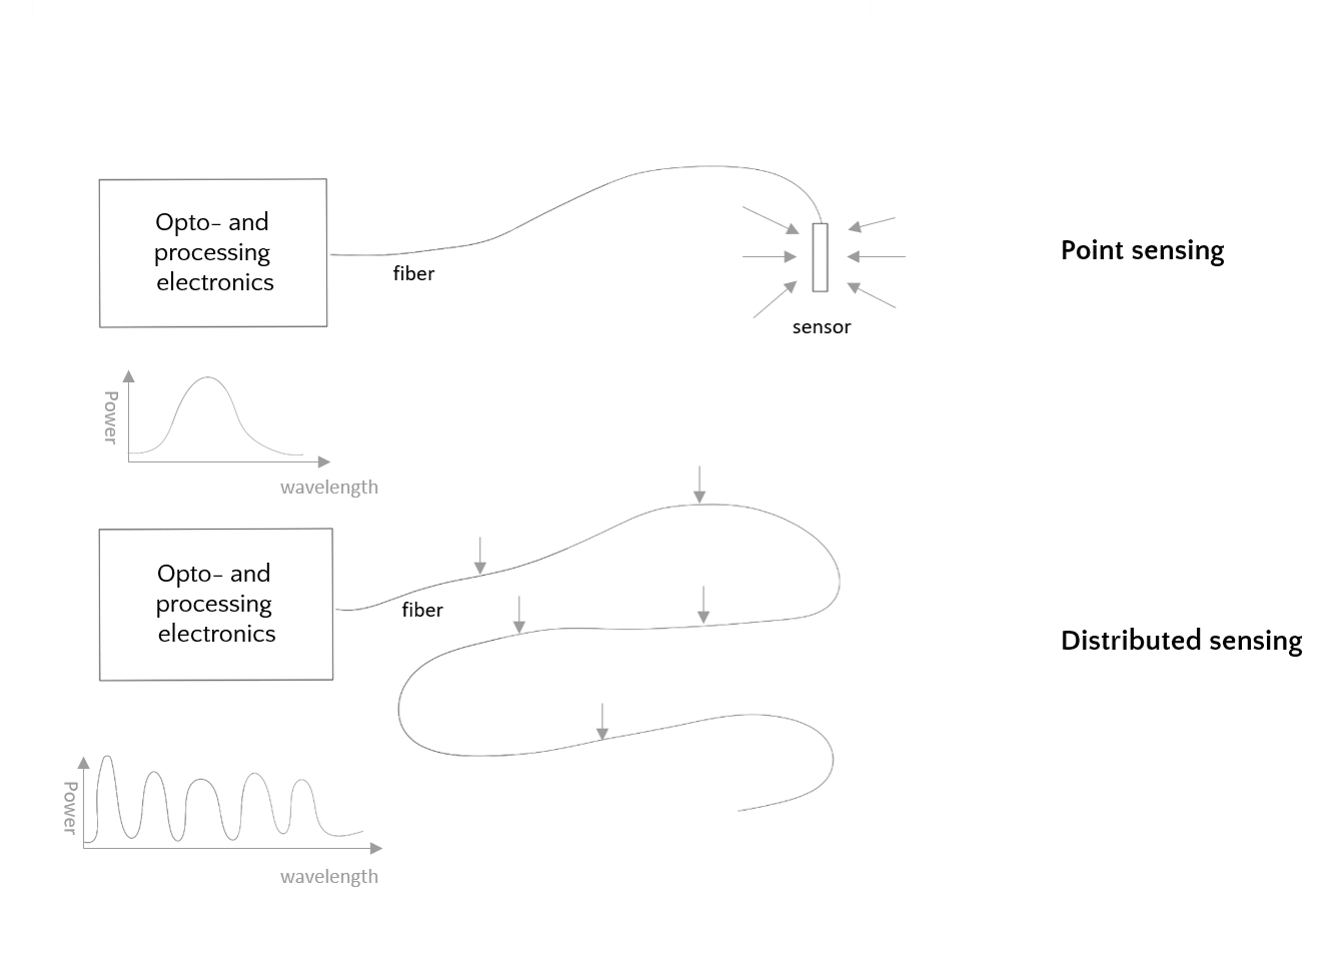 Opto- and
processing
electronics
fiber
sensor
Point sensing
Power
wavelength
Opto- and
processing
electronics
fiber
Distributed sensing
Power
wavelength